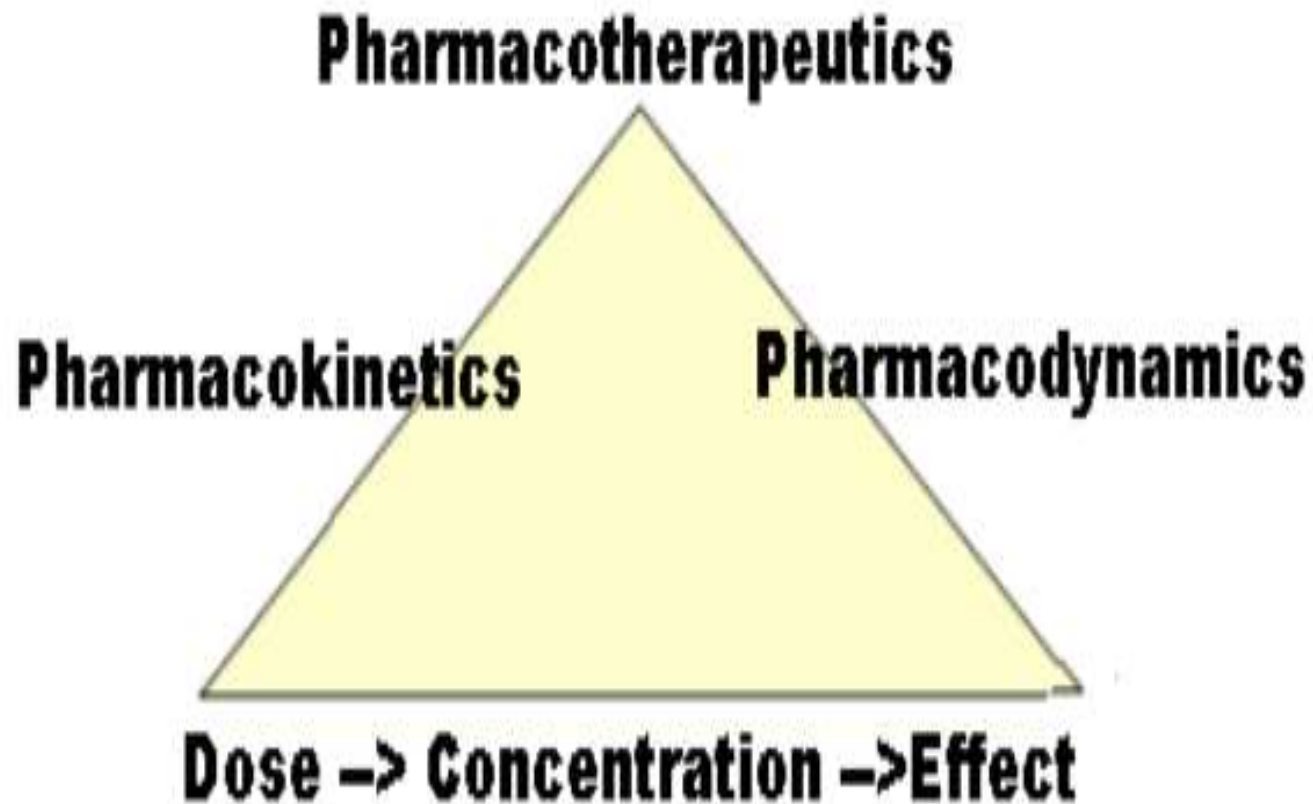 Pharmacotherapeutics
Pharmacokinetics
Pharmacodynamics
Dose –> Concentration –>Effect